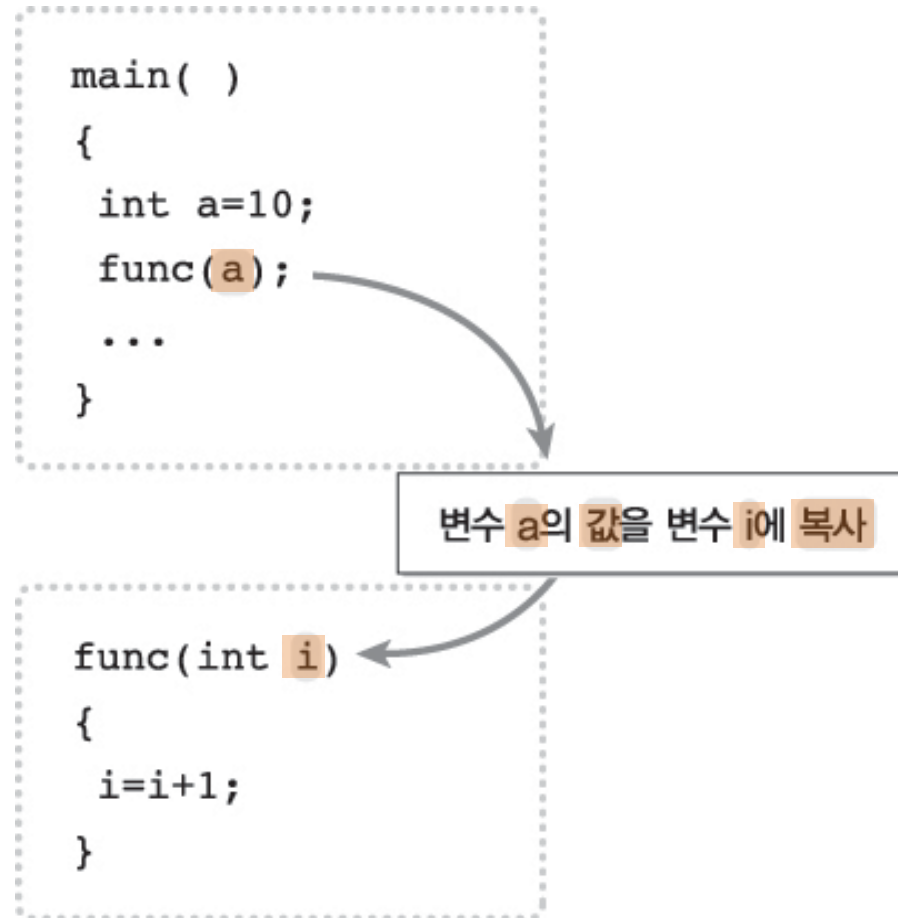 main( )
{
int a=10;
func(a);
...
}
변수 a의 값을 변수 i에 복사
func(int i)
{
i=i+1;
}